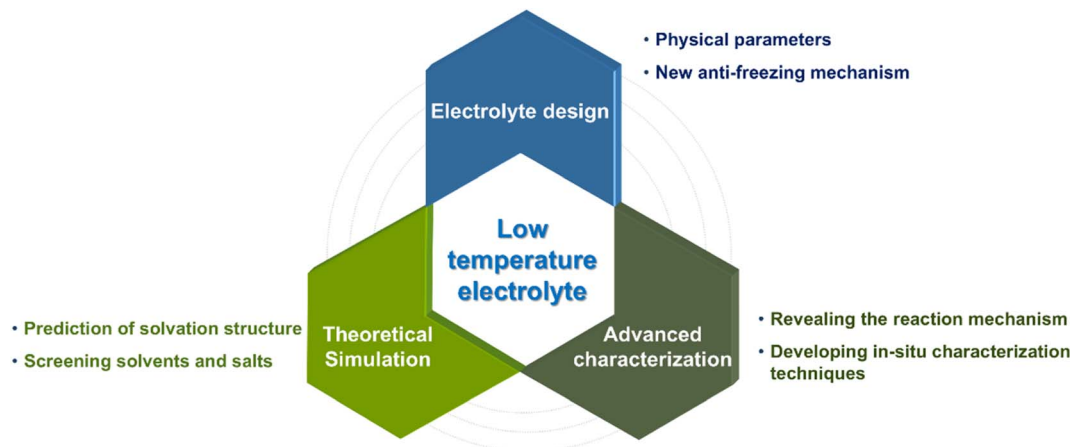 • Physical parameters
• New anti-freezing mechanism
Electrolyte design
Low
temperature
electrolyte
• Prediction of solvation structure
• Screening solvents and salts
Theoretical
Simulation
Advanced
characterization
• Revealing the reaction mechanism
• Developing in-situ characterization
techniques